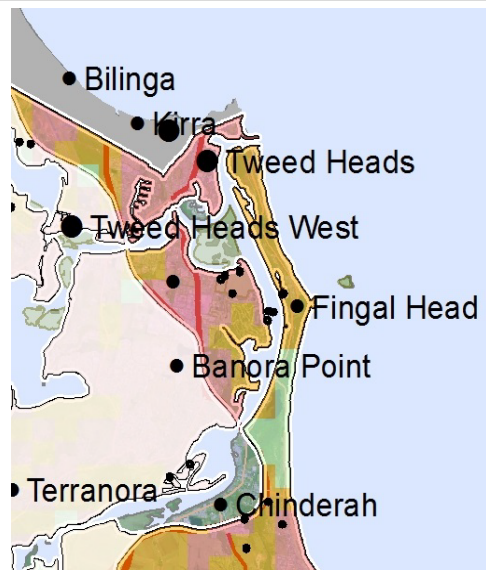 Bilinga
Kirra
Tweed Heads
Tweed Heads West
Fingal Head
Banora Point
Terranora
Chinderah